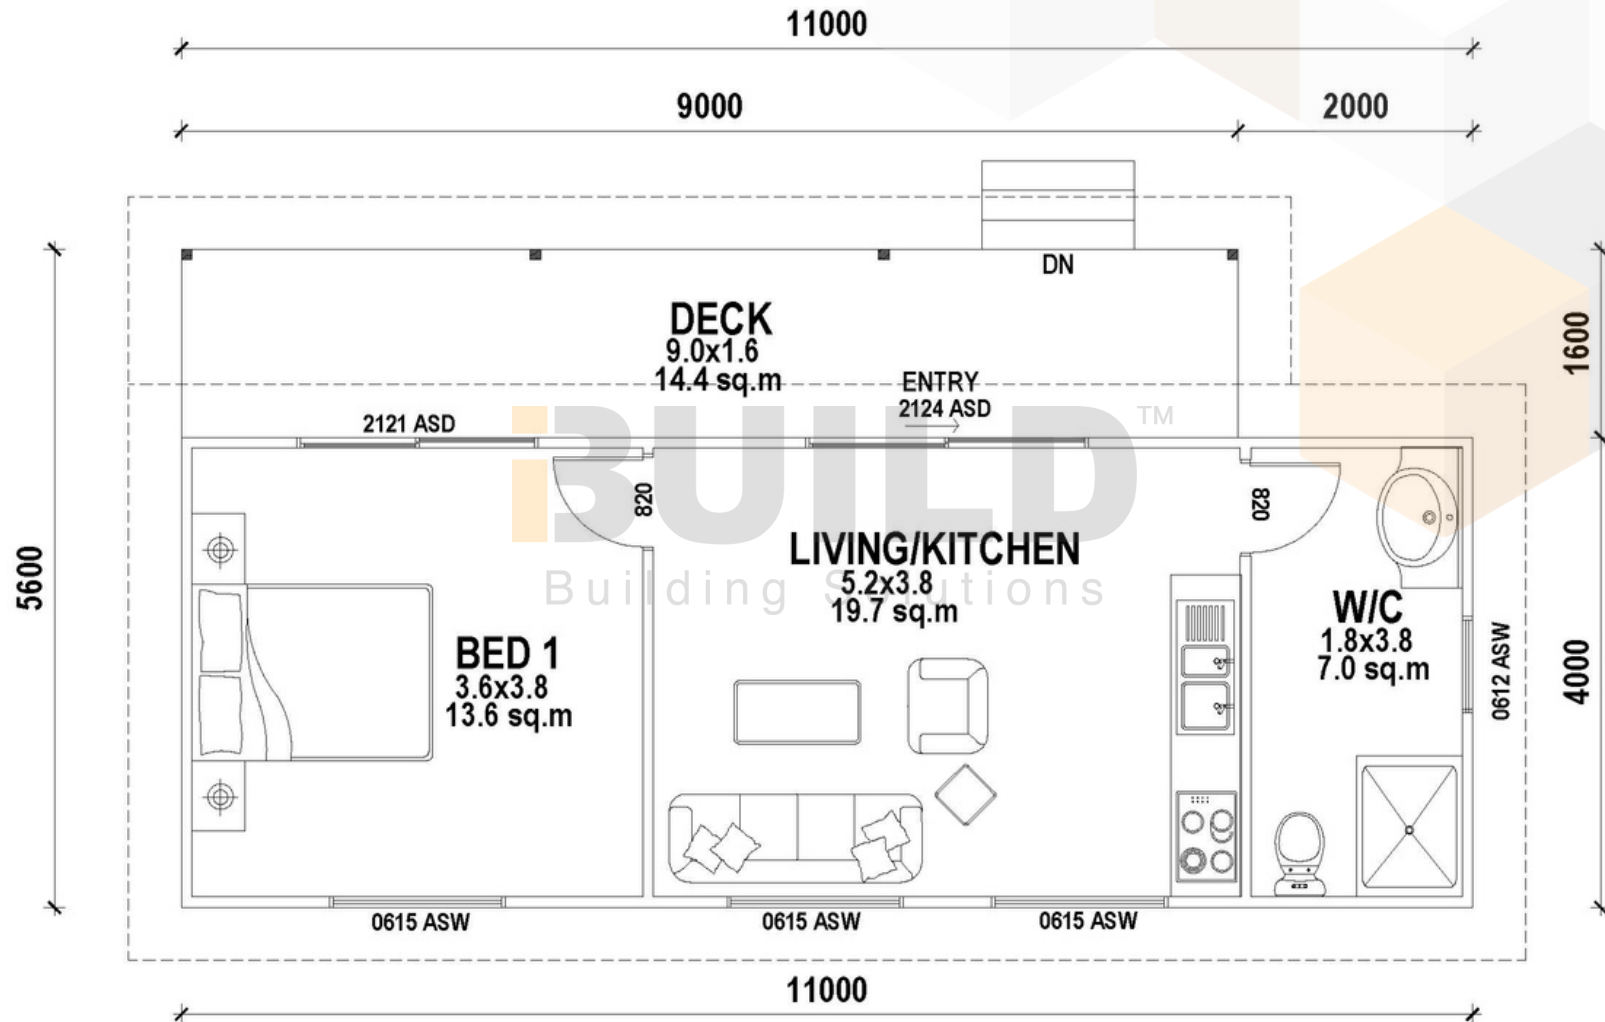 11000
9000
2000
DN
DECK
9.0x1.6
14.4 sq.m
1600
ENTRY
2124 ASD
2121 ASD
iBUILD™
Building Solutions
820
820
LIVING/KITCHEN
5.2x3.8
19.7 sq.m
5600
W/C
1.8x3.8
7.0 sq.m
BED 1
3.6x3.8
13.6 sq.m
0612 ASW
4000
0615 ASW
0615 ASW
0615 ASW
11000